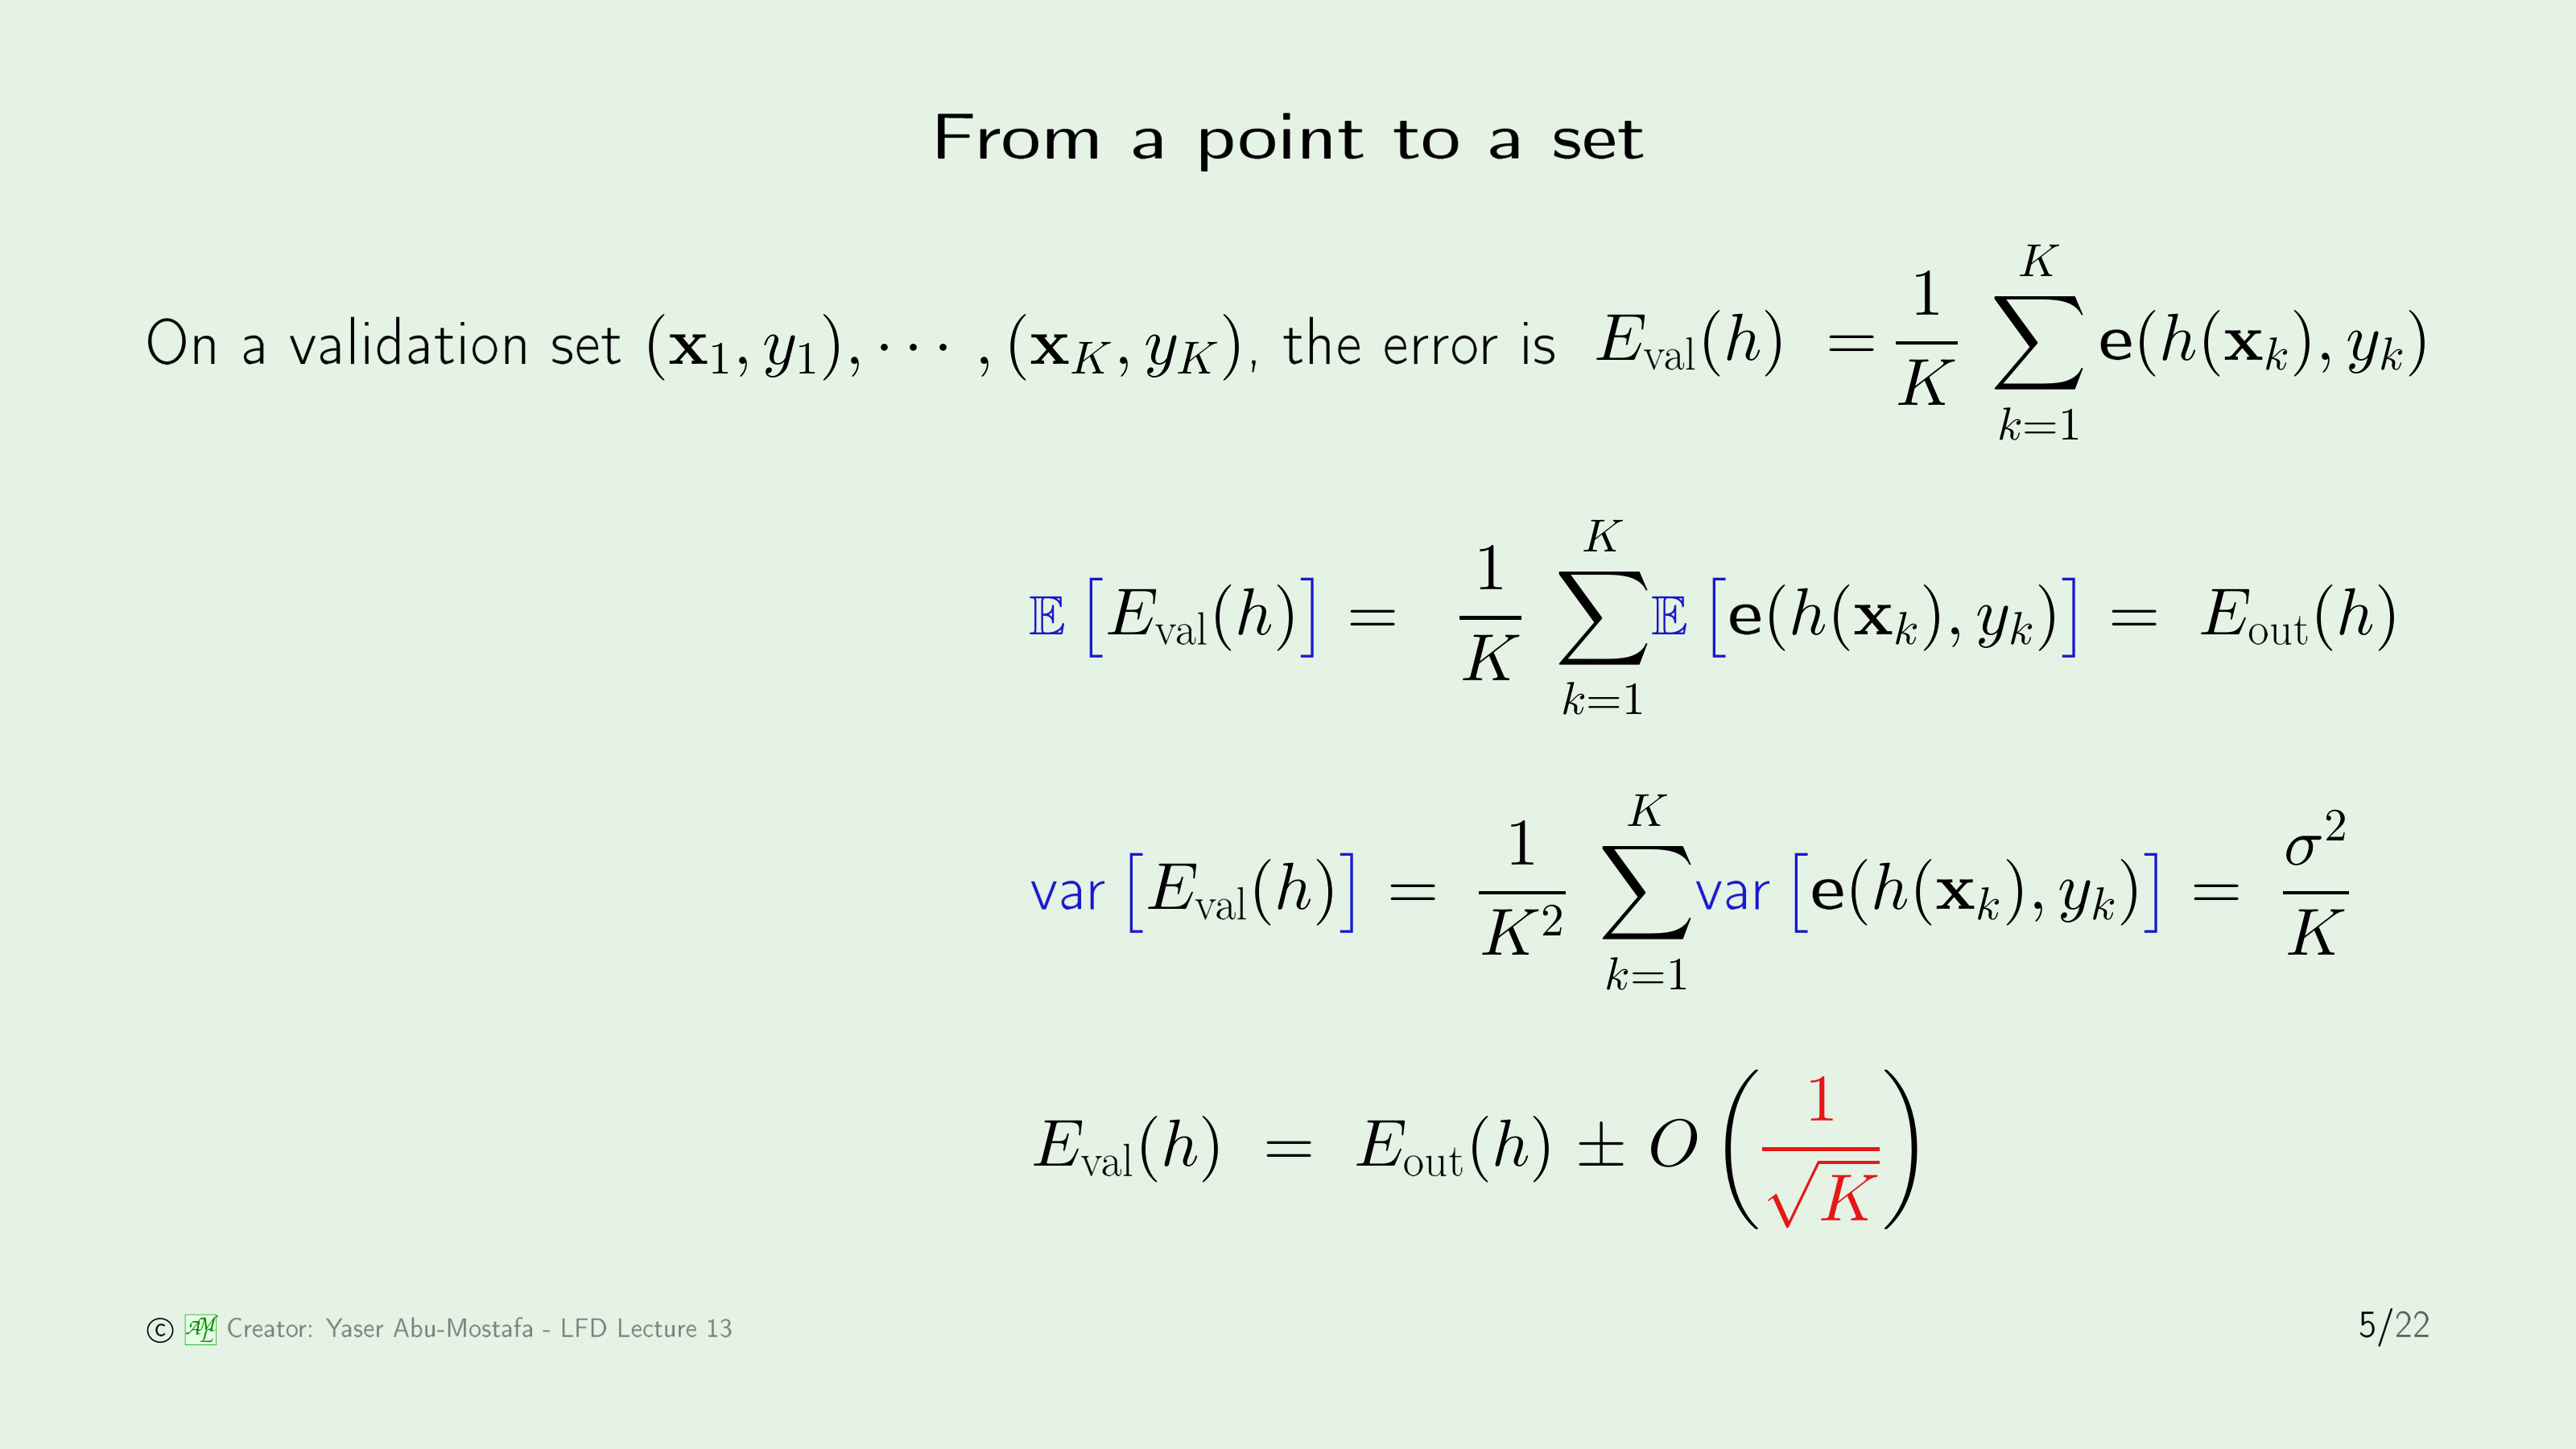 From a point to a set
On a validation set $(\mathbf{x}_1, y_1), \cdots, (\mathbf{x}_K, y_K)$, the error is $E_{\text{val}}(h) = \frac{1}{K} \sum_{k=1}^{K} \mathbf{e}(h(\mathbf{x}_k), y_k)$
$\mathbb{E}\left[E_{\text{val}}(h)\right] = \frac{1}{K} \sum_{k=1}^{K} \mathbb{E}\left[\mathbf{e}(h(\mathbf{x}_k), y_k)\right] = E_{\text{out}}(h)$
$\text{var}\left[E_{\text{val}}(h)\right] = \frac{1}{K^2} \sum_{k=1}^{K} \text{var}\left[\mathbf{e}(h(\mathbf{x}_k), y_k)\right] = \frac{\sigma^2}{K}$
$E_{\text{val}}(h) = E_{\text{out}}(h) \pm O\left(\frac{1}{\sqrt{K}}\right)$
© AML Creator: Yaser Abu-Mostafa - LFD Lecture 13
5/22